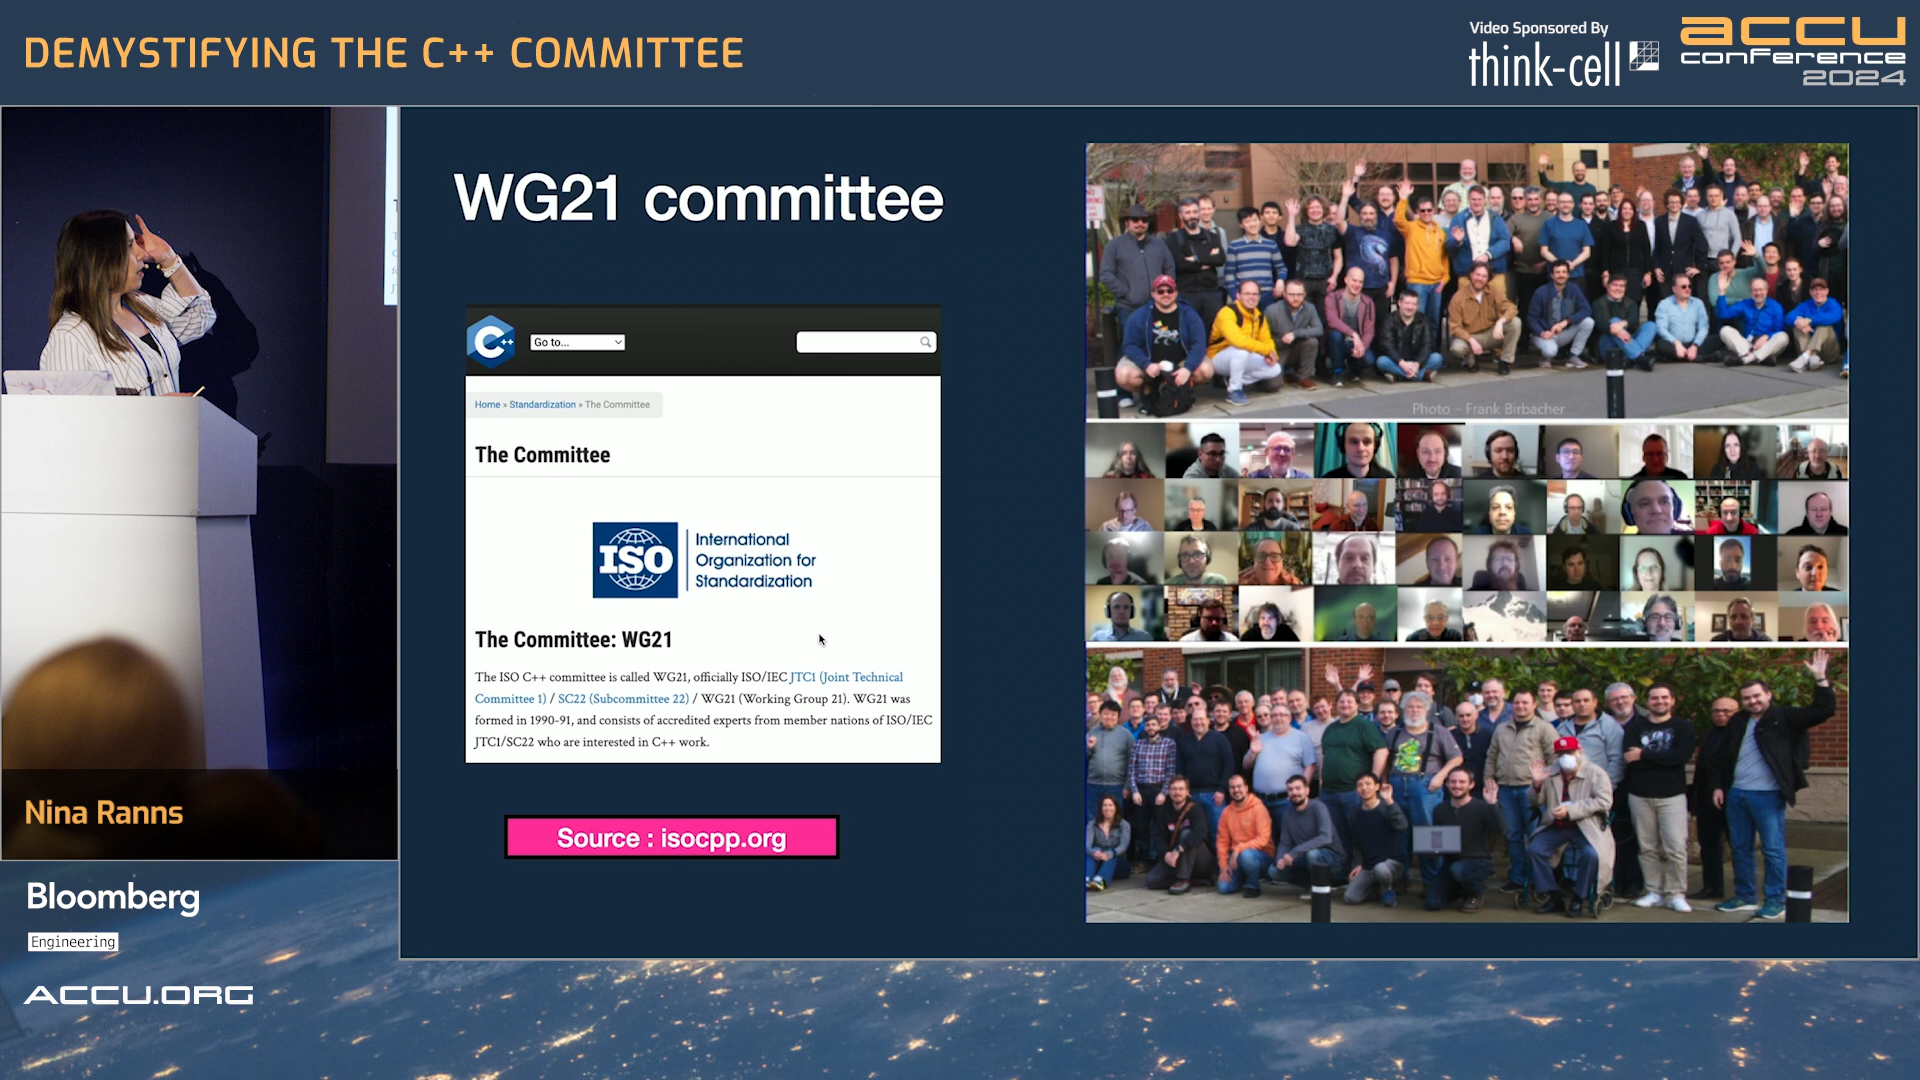 DEMYSTIFYING THE C++ COMMITTEE
Video Sponsored By
think-cell
accu
conference
2024
WG21 committee
C++
Go to...
Home » Standardization » The Committee
The Committee
ISO
International
Organization for
Standardization
The Committee: WG21
The ISO C++ committee is called WG21, officially ISO/IEC JTC1 (Joint Technical
Committee 1) / SC22 (Subcommittee 22) / WG21 (Working Group 21). WG21 was
formed in 1990-91, and consists of accredited experts from member nations of ISO/IEC
JTC1/SC22 who are interested in C++ work.
Source : isocpp.org
Photo – Frank Birbacher
Nina Ranns
Bloomberg
Engineering
ACCU.ORG